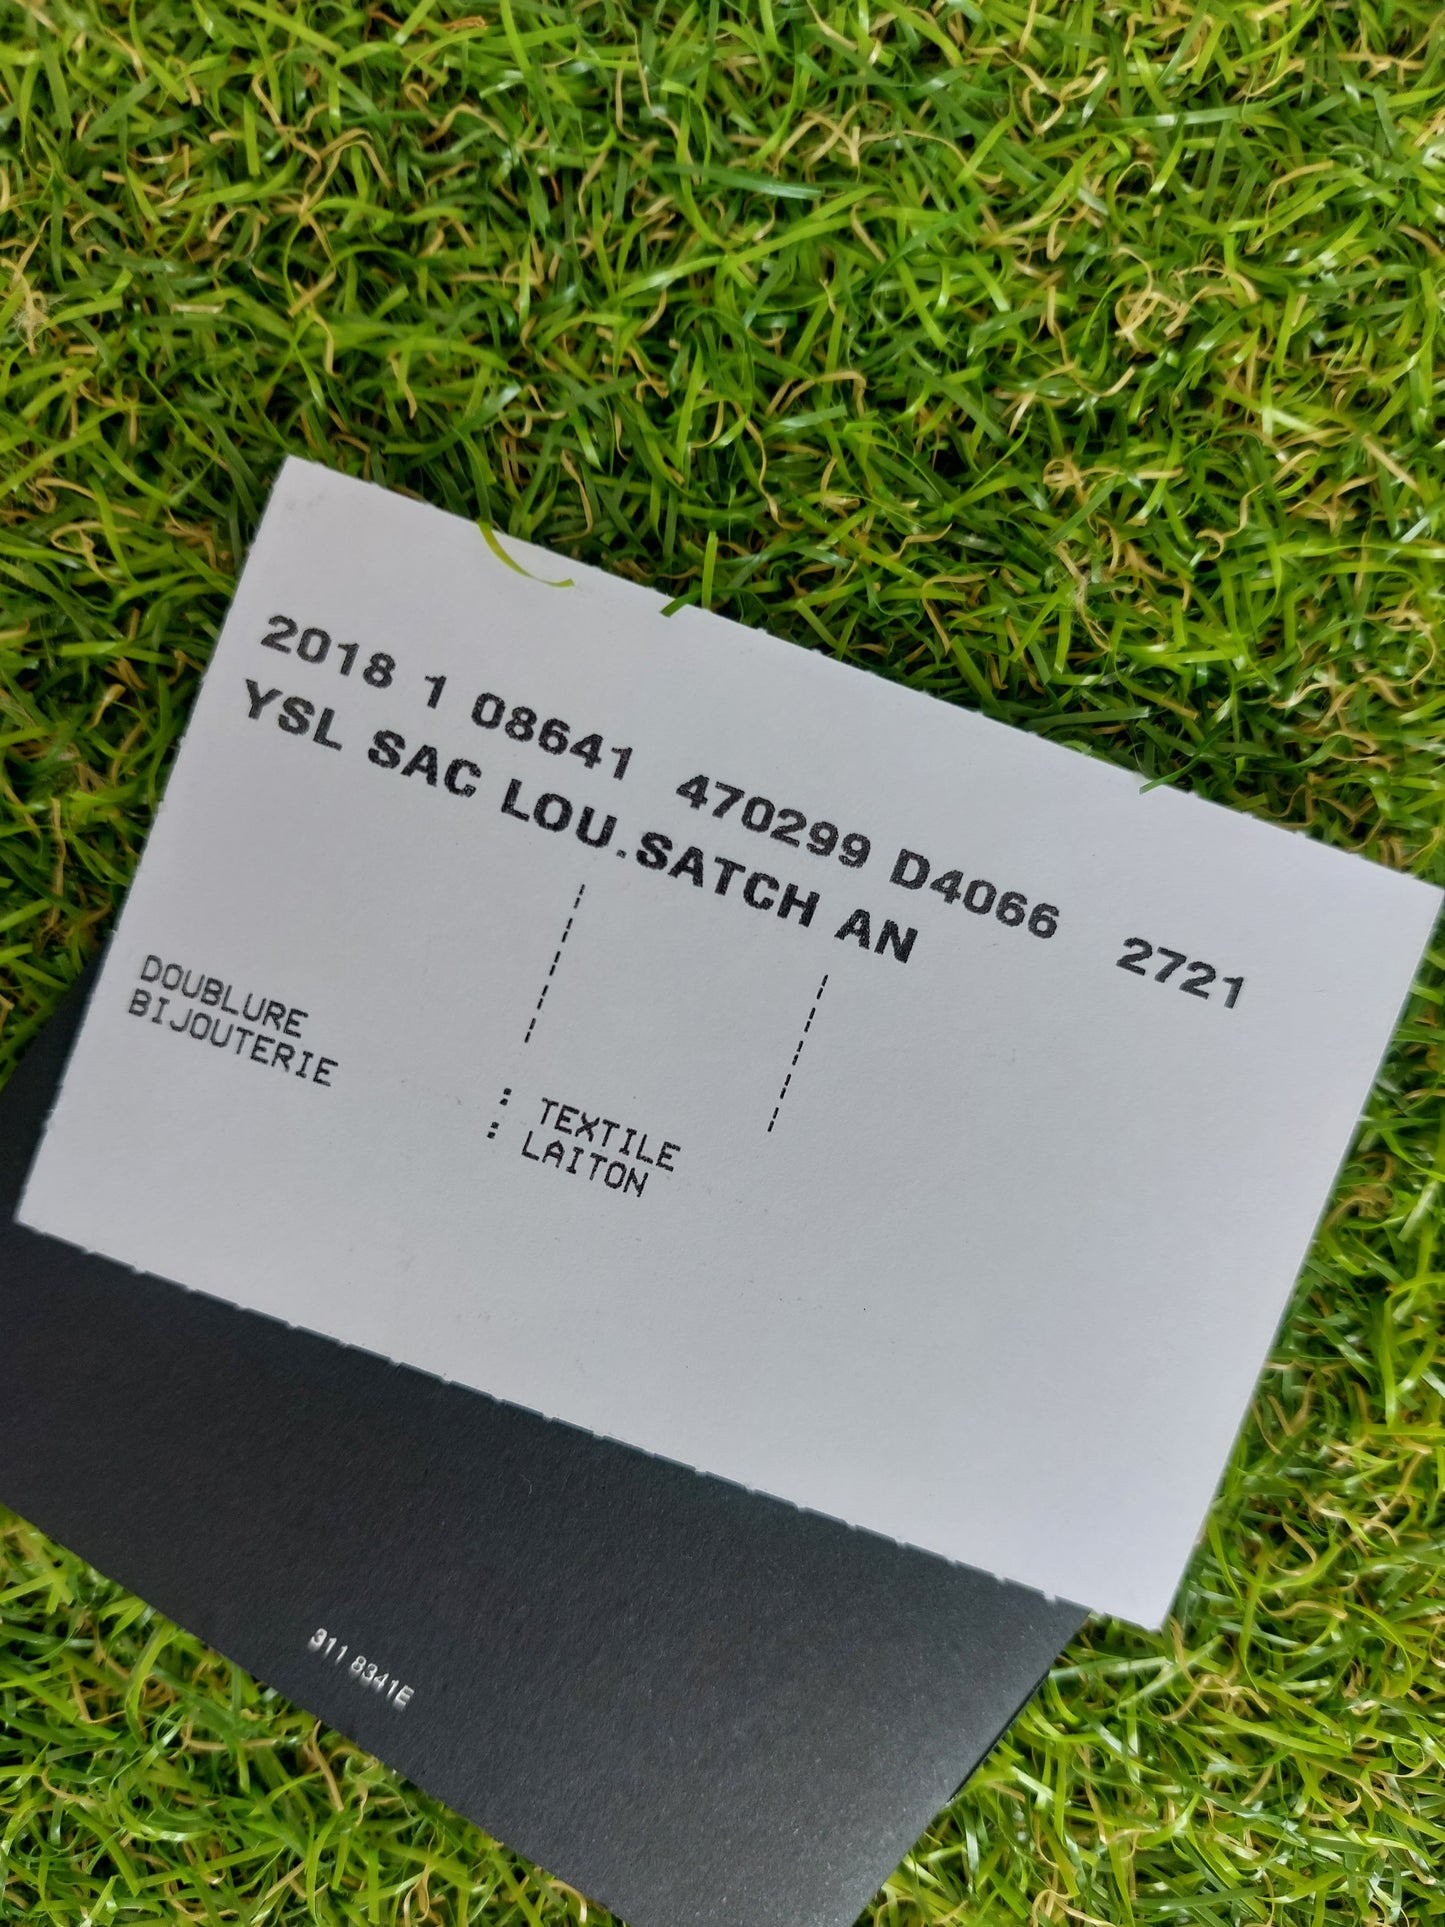 2018 1 08641 470299 D4066 2721
YSL SAC LOU.SATCH AN
DOUBLURE : TEXTILE
BIJOUTERIE : LAITON
311 8341E